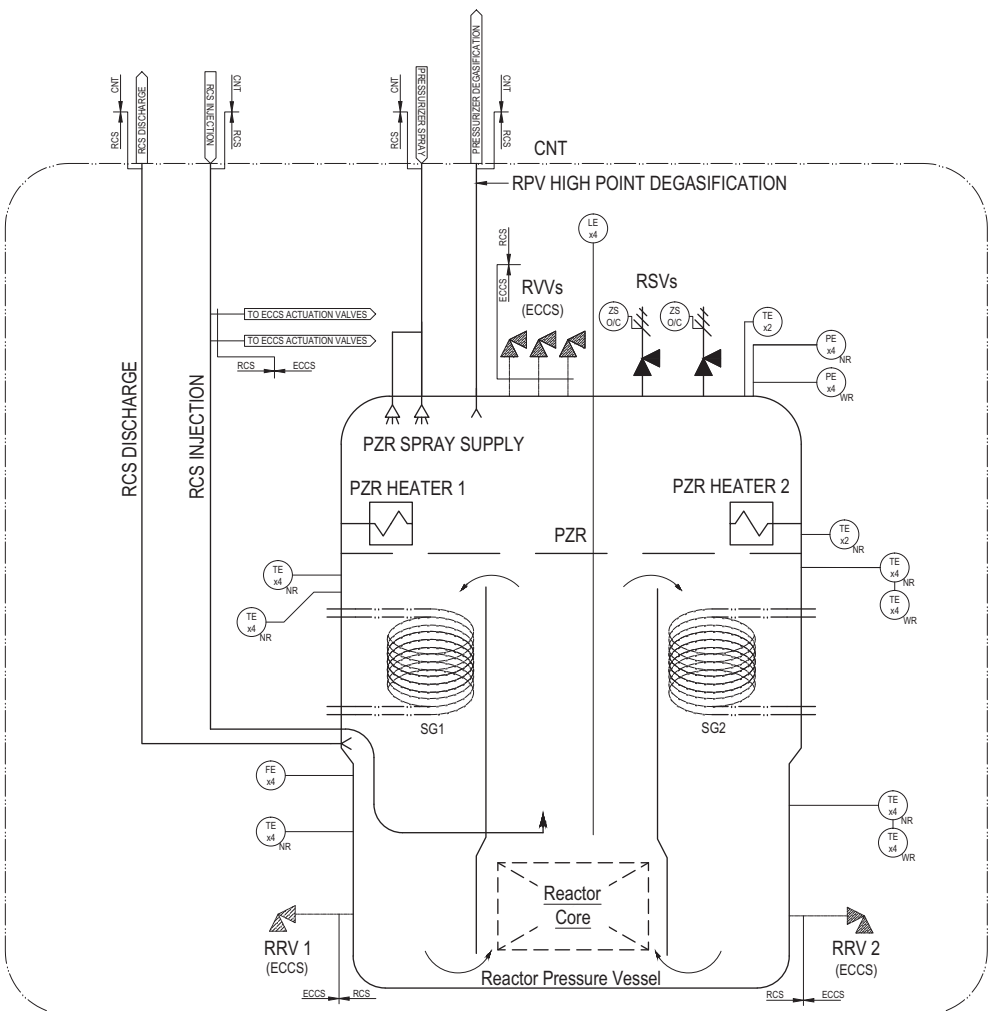 CNT
RCS
RCS DISCHARGE
RCS INJECTION
CNT
RCS
CNT
RCS
PRESSURIZER SPRAY
PRESSURIZER DEGASIFICATION
CNT
RCS
CNT
RPV HIGH POINT DEGASIFICATION
LE
x4
RCS
ECCS
RVVs
(ECCS)
RSVs
ZS
O/C
ZS
O/C
TE
x2
PE
x4
NR
PE
x4
WR
TO ECCS ACTUATION VALVES
TO ECCS ACTUATION VALVES
RCS
ECCS
RCS DISCHARGE
RCS INJECTION
PZR SPRAY SUPPLY
PZR HEATER 1
PZR HEATER 2
PZR
TE
x2
NR
TE
x4
NR
TE
x4
NR
TE
x4
NR
TE
x4
WR
SG1
SG2
FE
x4
TE
x4
NR
TE
x4
NR
TE
x4
WR
Reactor
Core
RRV 1
(ECCS)
RRV 2
(ECCS)
Reactor Pressure Vessel
ECCS
RCS
RCS
ECCS